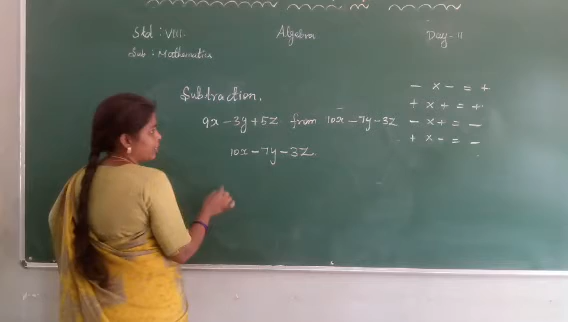 Std : VIII.
Algebra
Day - 11
Sub : Mathematics
Subtraction.
9x - 3y + 5z from 10x - 7y - 3z
10x - 7y - 3z.
- x - = +
+ x + = +
- x + = -
+ x - = -